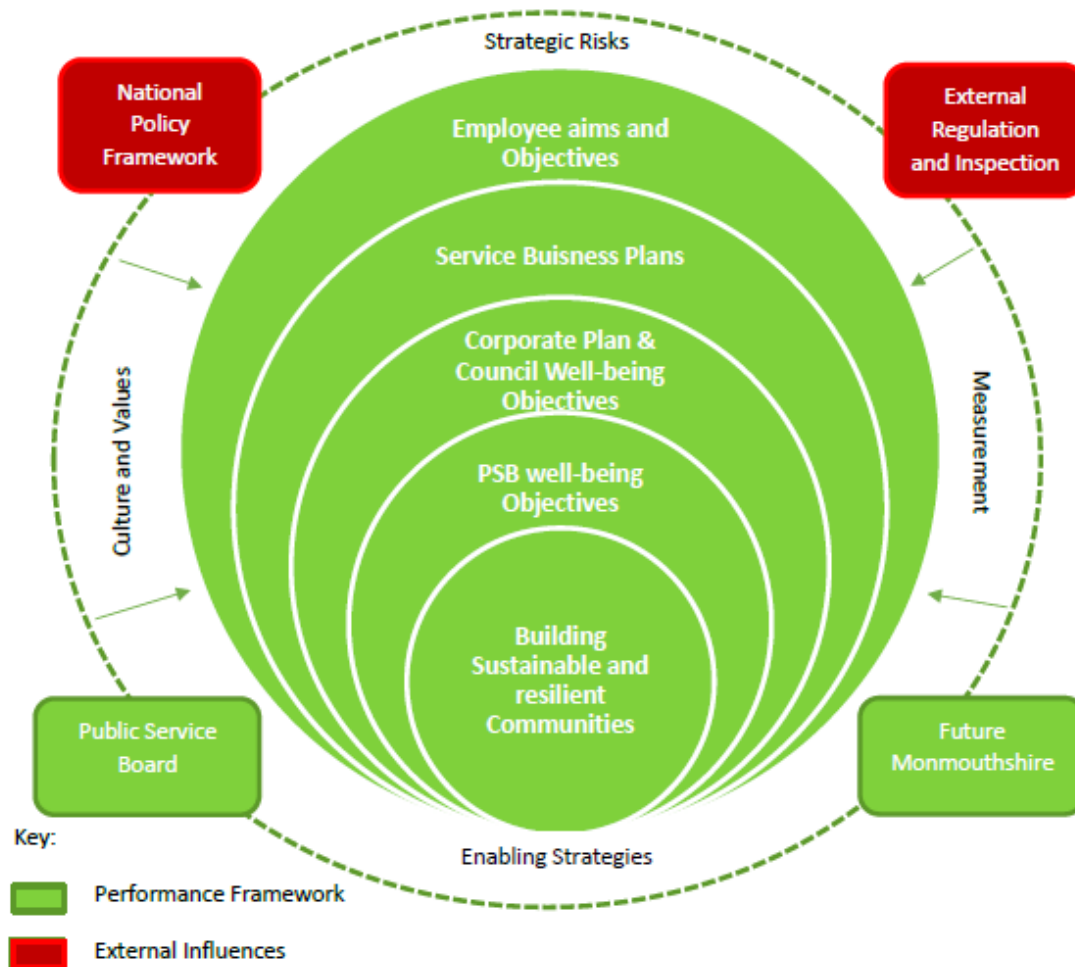 Strategic Risks
National
Policy
Framework
External
Regulation
and Inspection
Employee aims and
Objectives
Service Buisness Plans
Corporate Plan &
Council Well-being
Objectives
Culture and Values
Measurement
PSB well-being
Objectives
Building
Sustainable and
resilient
Communities
Public Service
Board
Future
Monmouthshire
Enabling Strategies
Key:
Performance Framework
External Influences